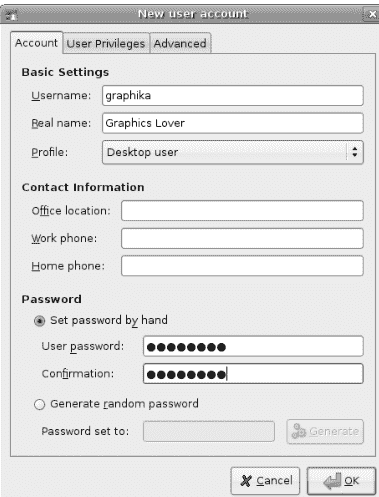 New user account
Account User Privileges Advanced
Basic Settings
Username: graphika
Real name: Graphics Lover
Profile: Desktop user
Contact Information
Office location:
Work phone:
Home phone:
Password
Set password by hand
User password: ●●●●●●●●
Confirmation: ●●●●●●●●
Generate random password
Password set to: Generate
Cancel OK